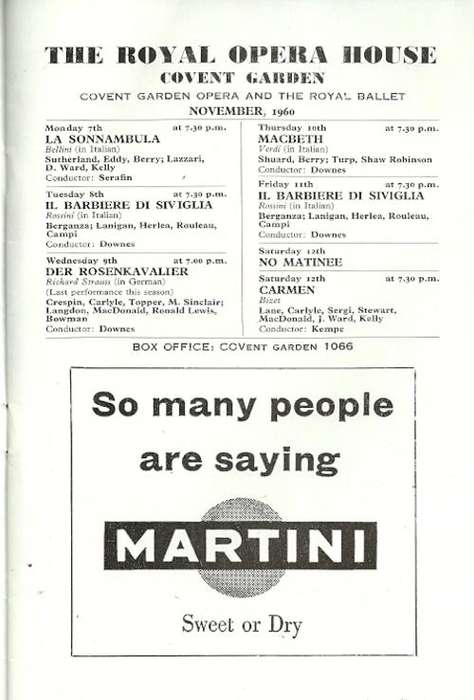 THE ROYAL OPERA HOUSE
COVENT GARDEN
COVENT GARDEN OPERA AND THE ROYAL BALLET
NOVEMBER, 1960
Monday 7th at 7.30 p.m.
LA SONNAMBULA
Bellini (in Italian)
Sutherland, Eddy, Berry; Lazzari,
D. Ward, Kelly
Conductor: Serafin
Tuesday 8th at 7.30 p.m.
IL BARBIERE DI SIVIGLIA
Rossini (in Italian)
Berganza; Lanigan, Herlea, Rouleau,
Campi
Conductor: Downes
Wednesday 9th at 7.00 p.m.
DER ROSENKAVALIER
Richard Strauss (in German)
(Last performance this season)
Crespin, Carlyle, Topper, M. Sinclair;
Langdon, MacDonald, Ronald Lewis,
Bowman
Conductor: Downes
Thursday 10th at 7.30 p.m.
MACBETH
Verdi (in Italian)
Shuard, Berry; Turp, Shaw Robinson
Conductor: Downes
Friday 11th at 7.30 p.m.
IL BARBIERE DI SIVIGLIA
Rossini (in Italian)
Berganza; Lanigan, Herlea, Rouleau,
Campi
Conductor: Downes
Saturday 12th
NO MATINEE
Saturday 12th at 7.30 p.m.
CARMEN
Bizet
Lane, Carlyle, Sergi, Stewart,
MacDonald, J. Ward, Kelly
Conductor: Kempe
BOX OFFICE: COVENT GARDEN 1066
So many people
are saying
MARTINI
Sweet or Dry